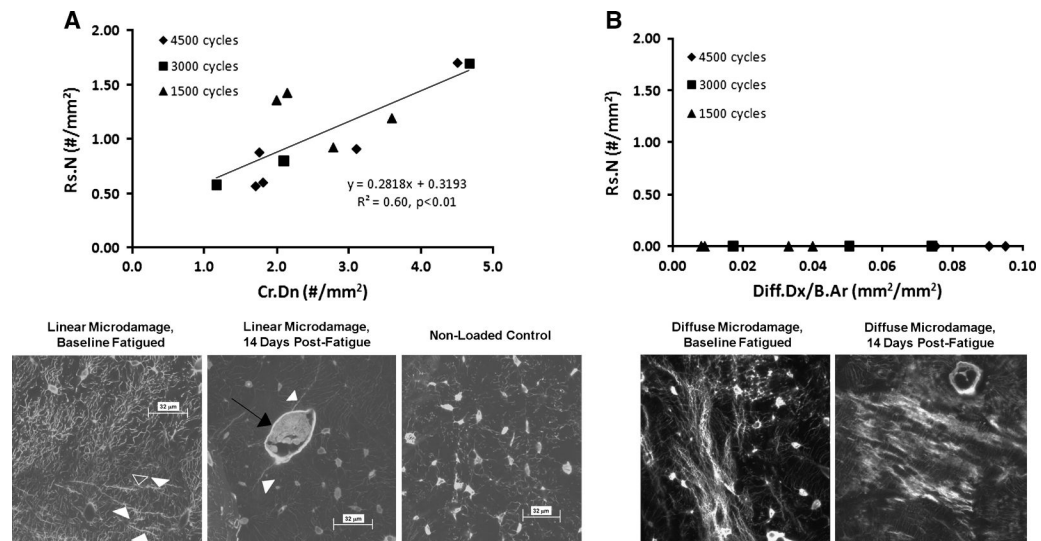 A
2.00
1.50
1.00
0.50
0.00
Rs.N (#/mm²)
4500 cycles
3000 cycles
1500 cycles
y = 0.2818x + 0.3193
R² = 0.60, p<0.01
0.0 1.0 2.0 3.0 4.0 5.0
Cr.Dn (#/mm²)
B
2.00
1.50
1.00
0.50
0.00
Rs.N (#/mm²)
4500 cycles
3000 cycles
1500 cycles
0.00 0.02 0.04 0.06 0.08 0.10
Diff.Dx/B.Ar (mm²/mm²)
Linear Microdamage,
Baseline Fatigued
32 µm
Linear Microdamage,
14 Days Post-Fatigue
32 µm
Non-Loaded Control
32 µm
Diffuse Microdamage,
Baseline Fatigued
Diffuse Microdamage,
14 Days Post-Fatigue